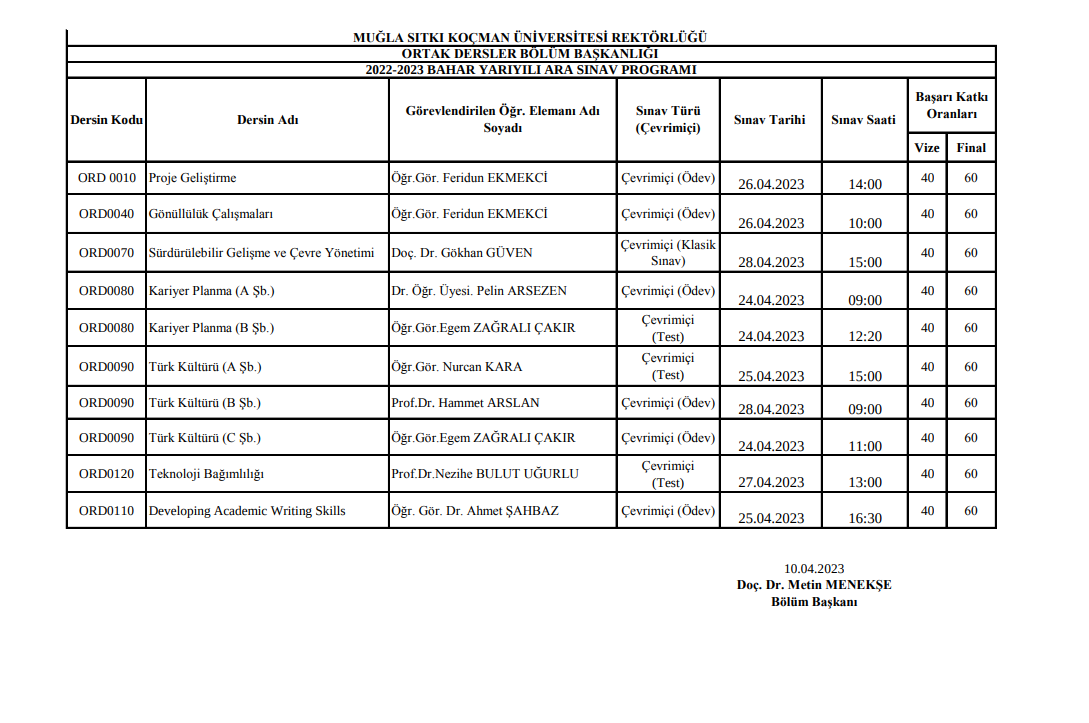 MUĞLA SITKI KOÇMAN ÜNİVERSİTESİ REKTÖRLÜĞÜ
ORTAK DERSLER BÖLÜM BAŞKANLIĞI
2022-2023 BAHAR YARIYILI ARA SINAV PROGRAMI
Dersin Kodu Dersin Adı Görevlendirilen Öğr. Elemanı Adı Soyadı Sınav Türü (Çevrimiçi) Sınav Tarihi Sınav Saati Başarı Katkı Oranları
Vize Final
ORD 0010 Proje Geliştirme Öğr.Gör. Feridun EKMEKCİ Çevrimiçi (Ödev) 26.04.2023 14:00 40 60
ORD0040 Gönüllülük Çalışmaları Öğr.Gör. Feridun EKMEKCİ Çevrimiçi (Ödev) 26.04.2023 10:00 40 60
ORD0070 Sürdürülebilir Gelişme ve Çevre Yönetimi Doç. Dr. Gökhan GÜVEN Çevrimiçi (Klasik Sınav) 28.04.2023 15:00 40 60
ORD0080 Kariyer Planma (A Şb.) Dr. Öğr. Üyesi. Pelin ARSEZEN Çevrimiçi (Ödev) 24.04.2023 09:00 40 60
ORD0080 Kariyer Planma (B Şb.) Öğr.Gör.Egem ZAĞRALI ÇAKIR Çevrimiçi (Test) 24.04.2023 12:20 40 60
ORD0090 Türk Kültürü (A Şb.) Öğr.Gör. Nurcan KARA Çevrimiçi (Test) 25.04.2023 15:00 40 60
ORD0090 Türk Kültürü (B Şb.) Prof.Dr. Hammet ARSLAN Çevrimiçi (Ödev) 28.04.2023 09:00 40 60
ORD0090 Türk Kültürü (C Şb.) Öğr.Gör.Egem ZAĞRALI ÇAKIR Çevrimiçi (Ödev) 24.04.2023 11:00 40 60
ORD0120 Teknoloji Bağımlılığı Prof.Dr.Nezihe BULUT UĞURLU Çevrimiçi (Test) 27.04.2023 13:00 40 60
ORD0110 Developing Academic Writing Skills Öğr. Gör. Dr. Ahmet ŞAHBAZ Çevrimiçi (Ödev) 25.04.2023 16:30 40 60
10.04.2023
Doç. Dr. Metin MENEKŞE
Bölüm Başkanı